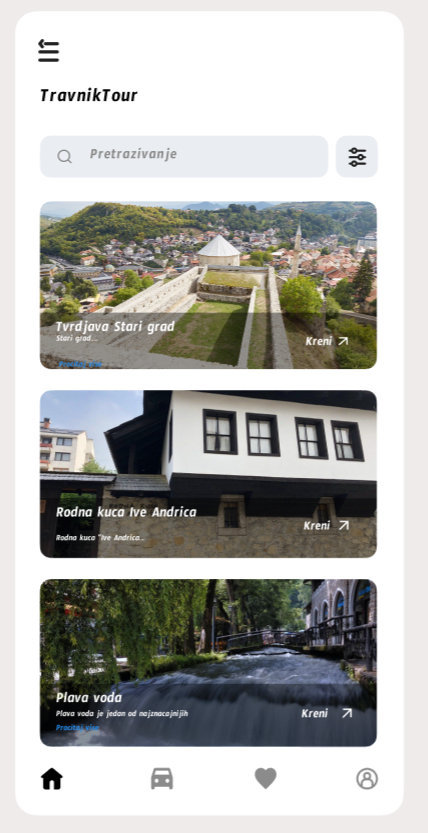 TravnikTour
Pretrazivanje
Tvrdjava Stari grad
Stari grad...
Kreni
Rodna kuca Ive Andrica
Rodna kuca "Ive Andrica...
Kreni
Plava voda
Plava voda je jedan od najznacajnijih
Kreni
Procitaj vise